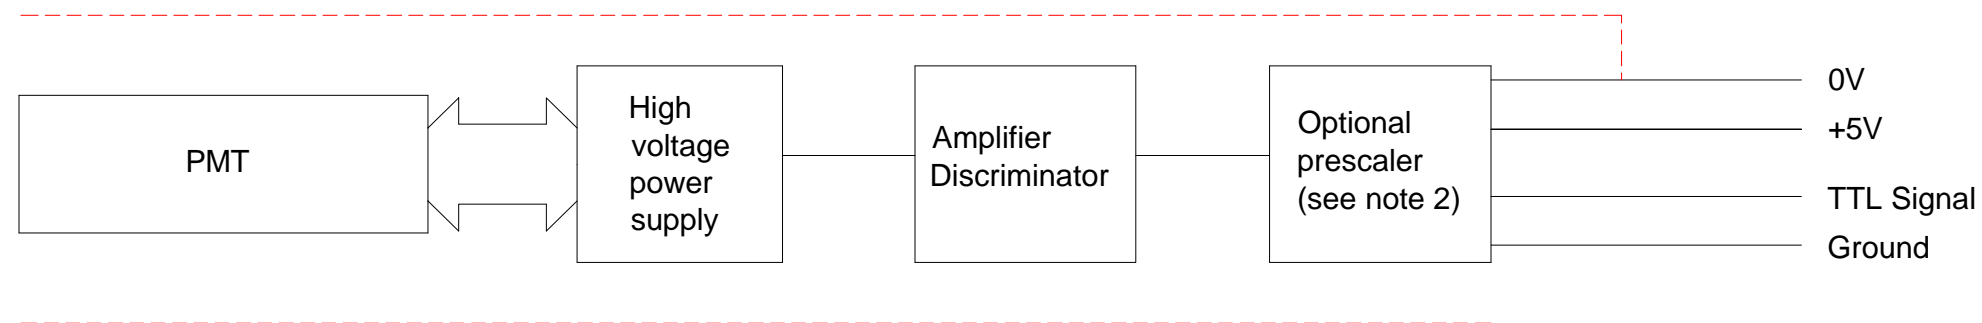 PMT
High
voltage
power
supply
Amplifier
Discriminator
Optional
prescaler
(see note 2)
0V
+5V
TTL Signal
Ground